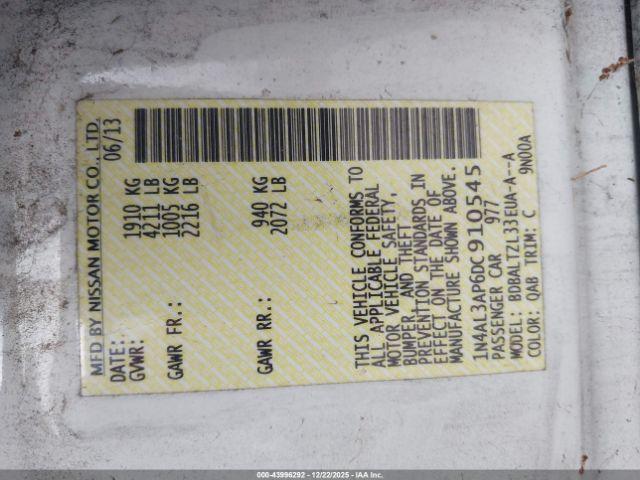 MFD BY NISSAN MOTOR CO., LTD.
DATE: 06/13
GVWR: 1910 KG
4211 LB
GAWR FR.: 1005 KG
2216 LB
GAWR RR.: 940 KG
2072 LB
THIS VEHICLE CONFORMS TO
ALL APPLICABLE FEDERAL
MOTOR VEHICLE SAFETY,
BUMPER, AND THEFT
PREVENTION STANDARDS IN
EFFECT ON THE DATE OF
MANUFACTURE SHOWN ABOVE.
1N4AL3AP6DC910545
PASSENGER CAR 977
MODEL: BDBALTZL33EUA-A--A
COLOR: QAB TRIM: C 9N00A
000-43996292 - 12/22/2025 - IAA Inc.